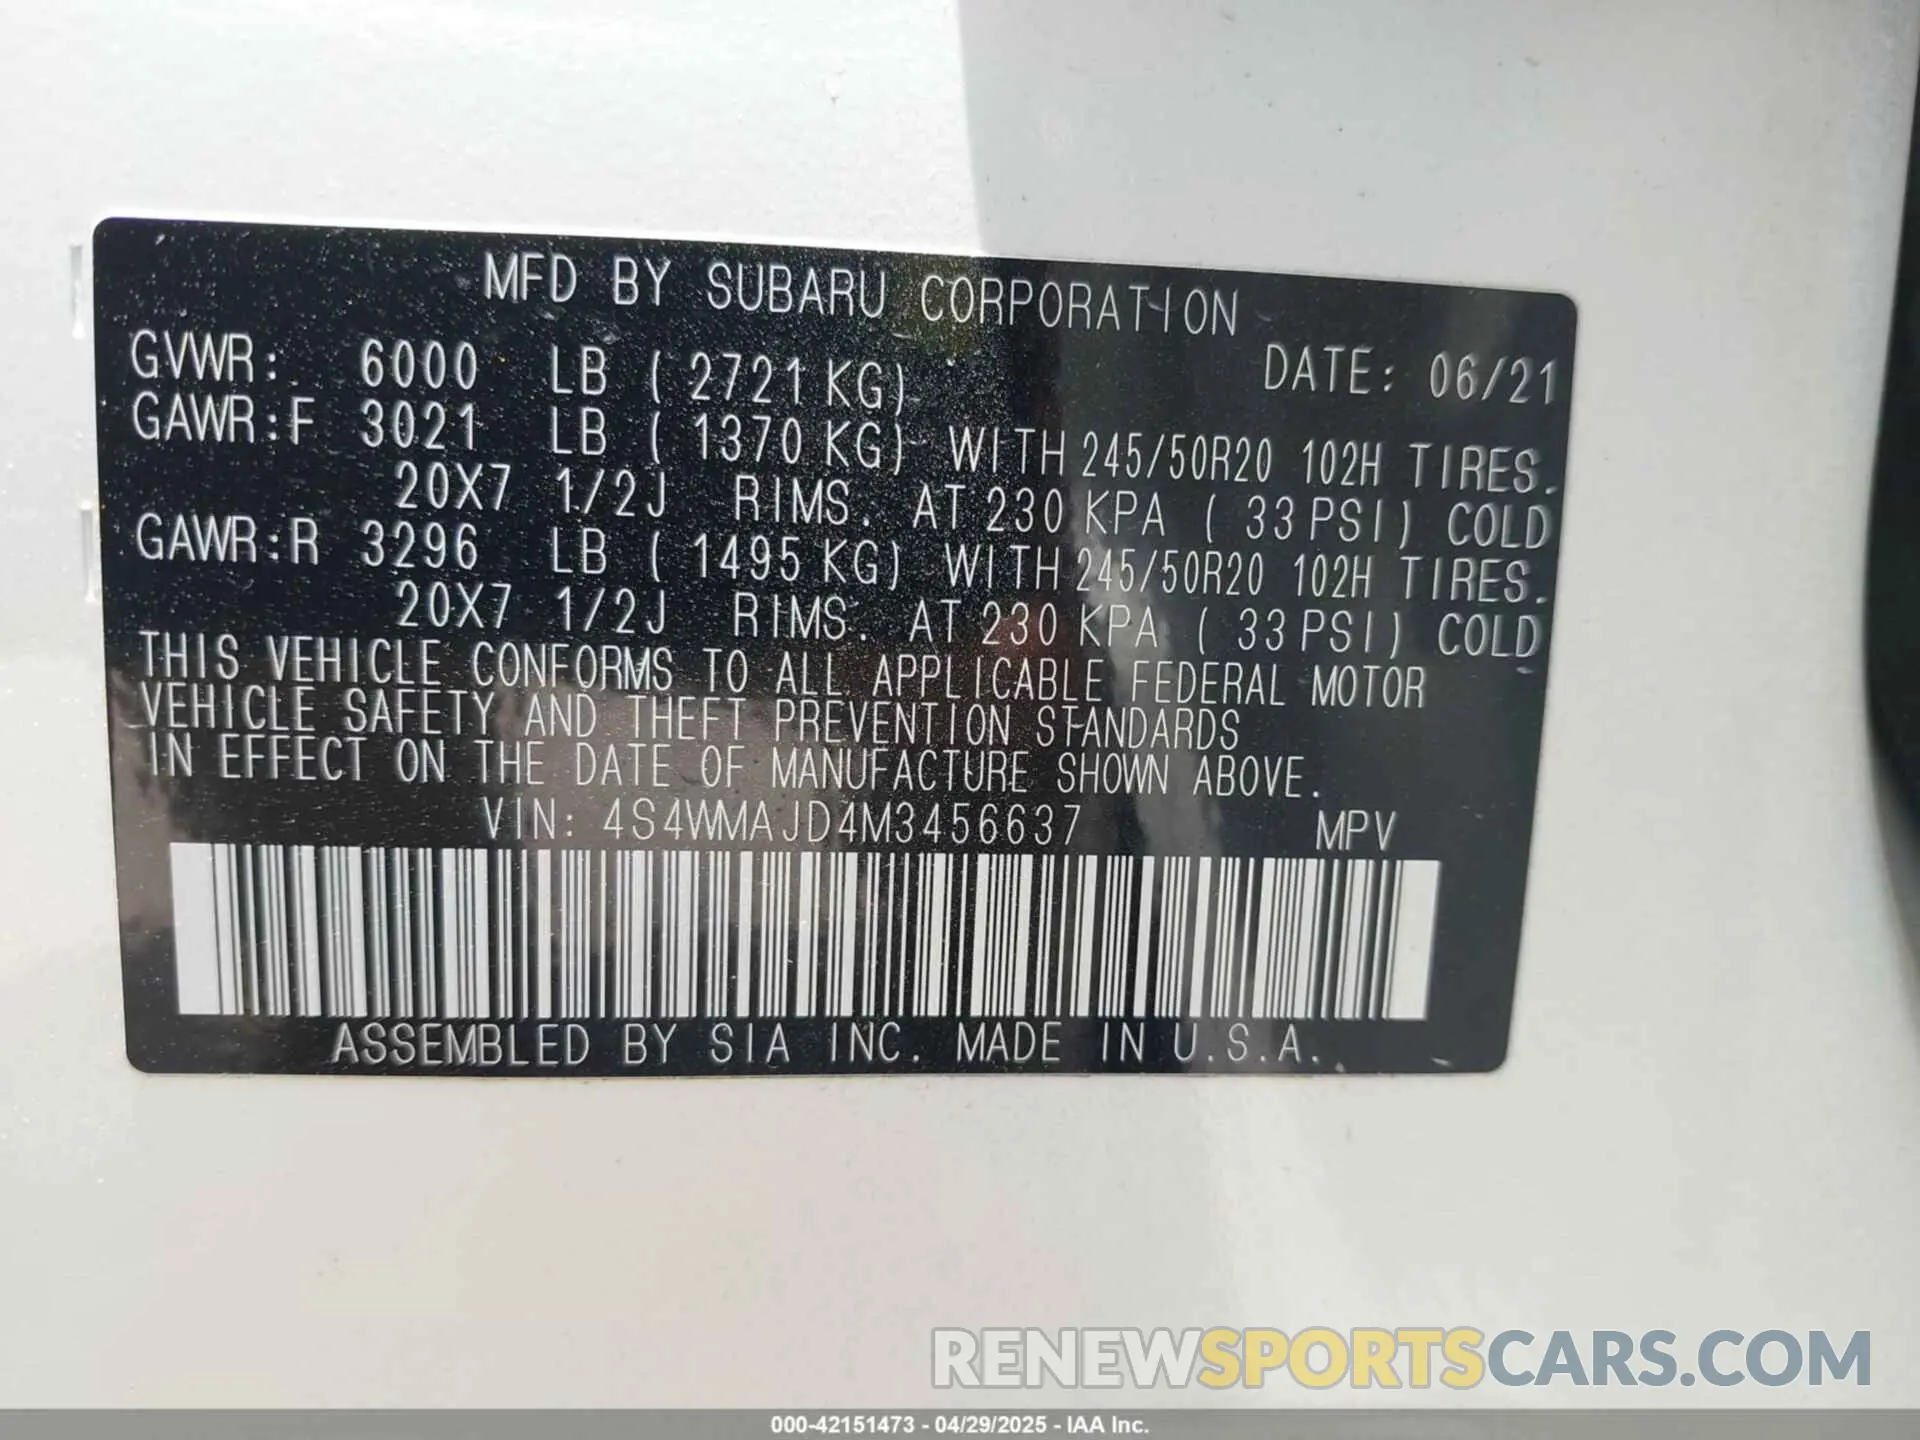 MFD BY SUBARU CORPORATION
GVWR: 6000 LB ( 2721 KG) DATE: 06/21
GAWR:F 3021 LB ( 1370 KG) WITH 245/50R20 102H TIRES.
20X7 1/2J RIMS. AT 230 KPA ( 33 PSI) COLD
GAWR:R 3296 LB ( 1495 KG) WITH 245/50R20 102H TIRES.
20X7 1/2J RIMS. AT 230 KPA ( 33 PSI) COLD
THIS VEHICLE CONFORMS TO ALL APPLICABLE FEDERAL MOTOR
VEHICLE SAFETY AND THEFT PREVENTION STANDARDS
IN EFFECT ON THE DATE OF MANUFACTURE SHOWN ABOVE.
VIN: 4S4WMAJD4M3456637 MPV
ASSEMBLED BY SIA INC. MADE IN U.S.A.
RENEWSPORTSCARS.COM
000-42151473 - 04/29/2025 - IAA Inc.